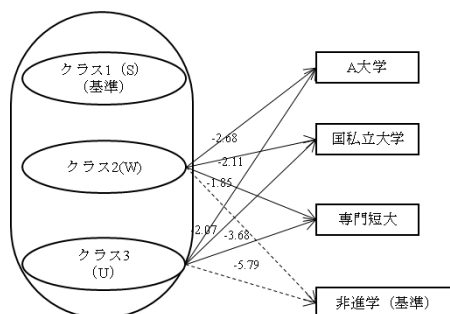 クラス1（S）
（基準）
A大学
国私立大学
-2.68
-2.11
クラス2(W)
-1.85
専門短大
-2.07
-3.68
クラス3
（U）
-5.79
非進学（基準）